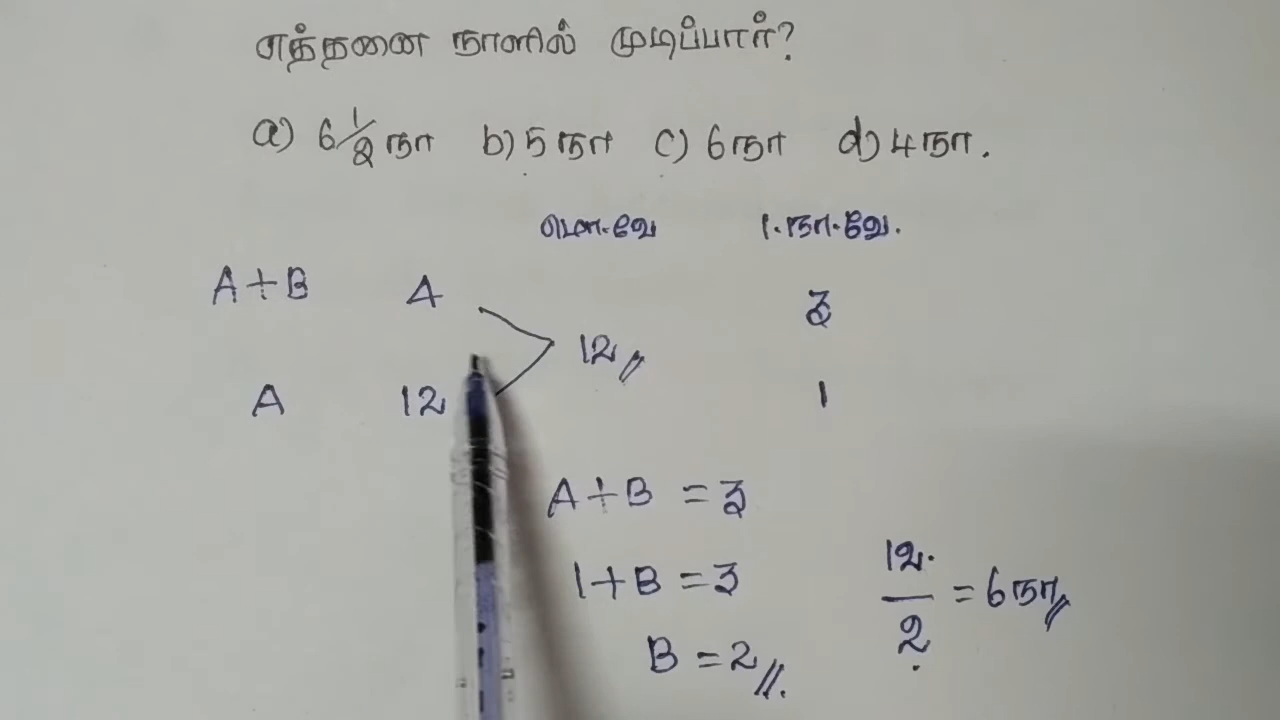 எத்தனை நாளில் முடிப்பார்?
a) 6 1/2 நா b) 5 நா c) 6 நா d) 4 நா.
மொ.வே 1.நா.வே.
A+B 4 3
12
A 12 1
A+B = 3
1+B = 3
12/2 = 6 நா
B = 2